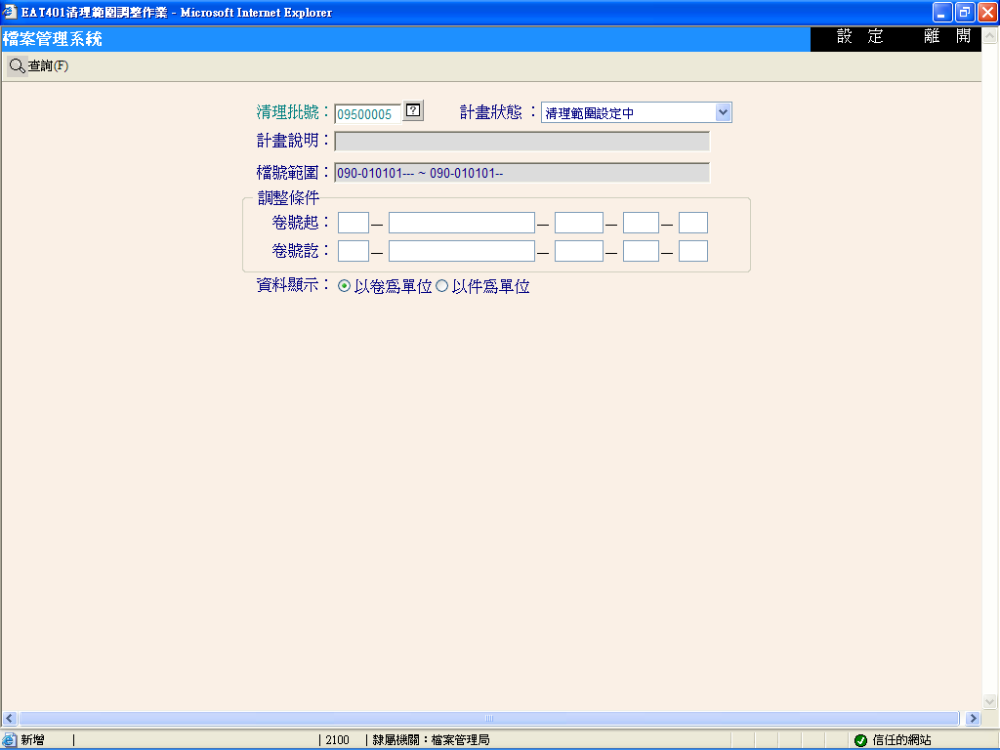 EAT401清理範圍調整作業 - Microsoft Internet Explorer
檔案管理系統 設 定 離 開
查詢(F)
清理批號： 09500005 ? 計畫狀態 ： 清理範圍設定中
計畫說明：
檔號範圍： 090-010101--- ~ 090-010101--
調整條件
卷號起： — — — —
卷號訖： — — — —
資料顯示： 以卷為單位 以件為單位
新增 | | 2100 | 隸屬機關：檔案管理局 信任的網站